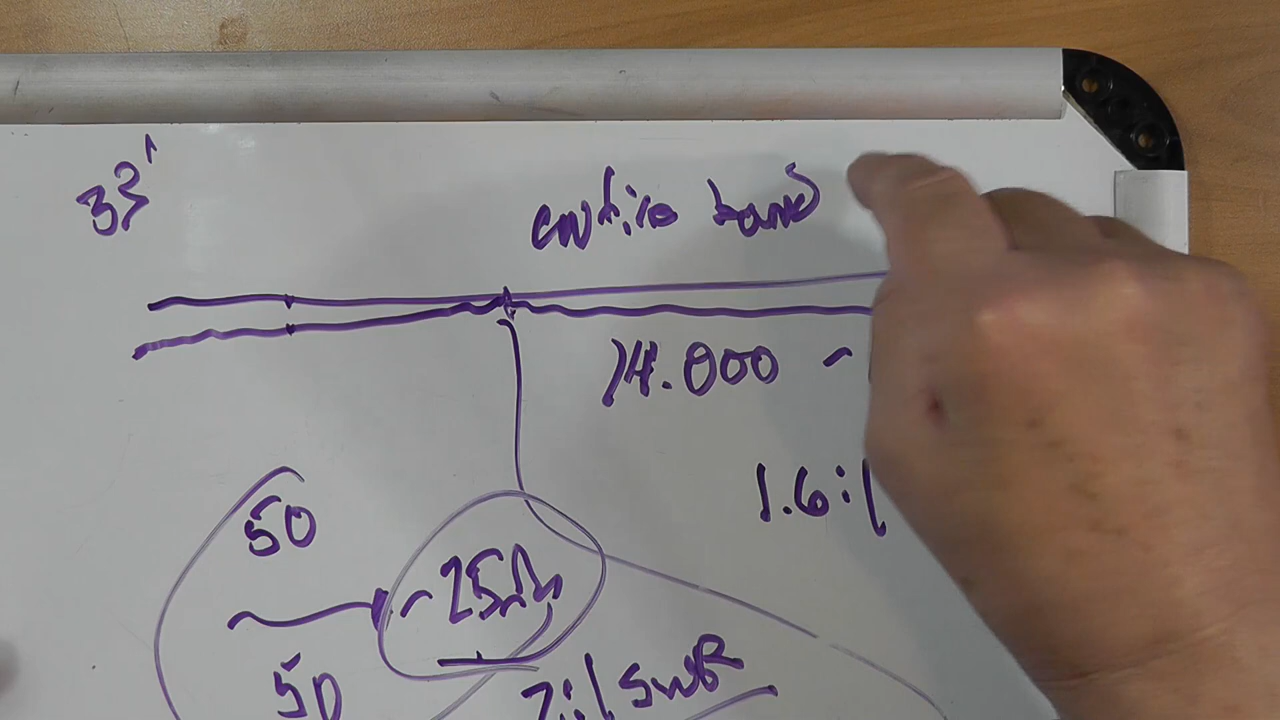 33'
entire band
14.000 ~
1.6:1
50
~25Ω
50
2:1 SWR